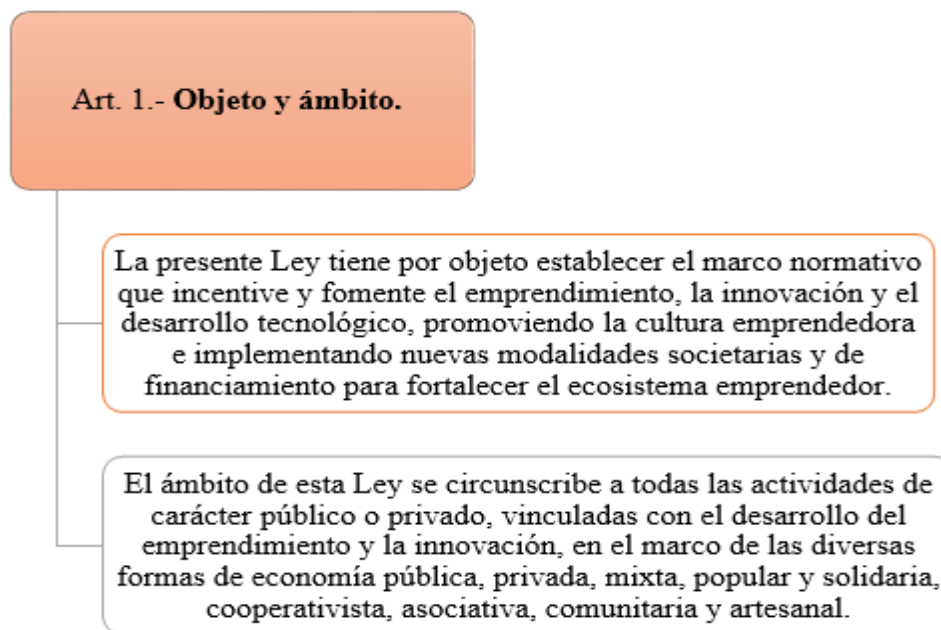 Art. 1.- Objeto y ámbito.
La presente Ley tiene por objeto establecer el marco normativo
que incentive y fomente el emprendimiento, la innovación y el
desarrollo tecnológico, promoviendo la cultura emprendedora
e implementando nuevas modalidades societarias y de
financiamiento para fortalecer el ecosistema emprendedor.
El ámbito de esta Ley se circunscribe a todas las actividades de
carácter público o privado, vinculadas con el desarrollo del
emprendimiento y la innovación, en el marco de las diversas
formas de economía pública, privada, mixta, popular y solidaria,
cooperativista, asociativa, comunitaria y artesanal.